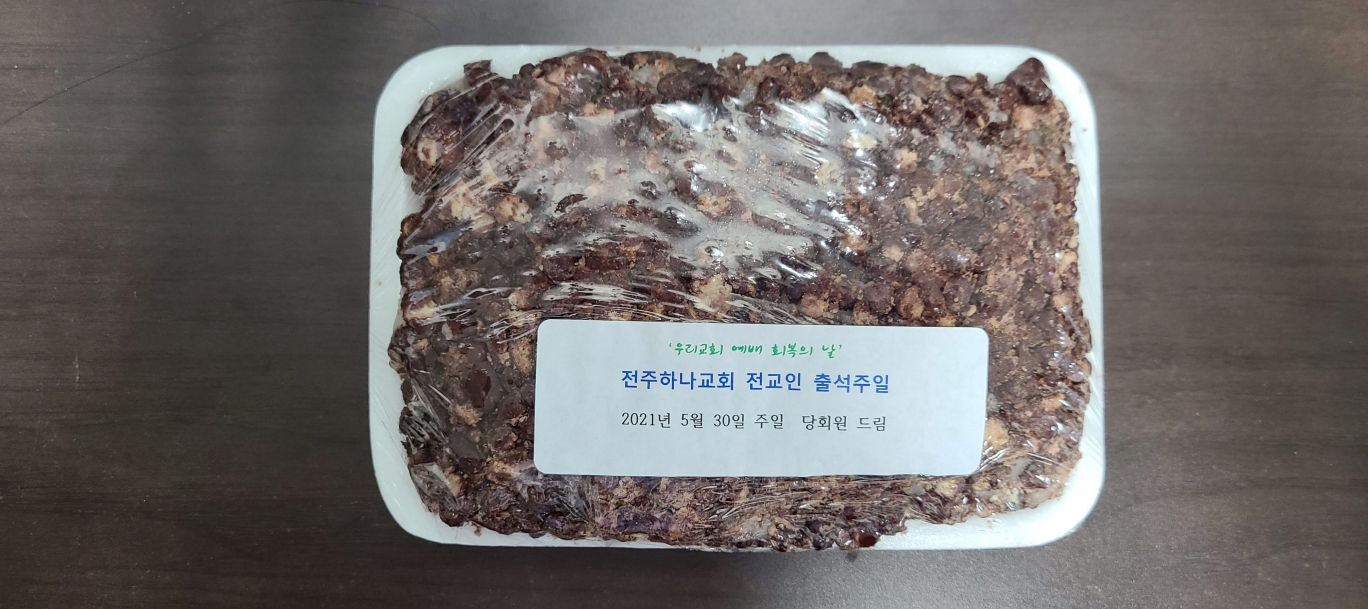 '우리교회 예배 회복의 날'
전주하나교회 전교인 출석주일
2021년 5월 30일 주일 당회원 드림